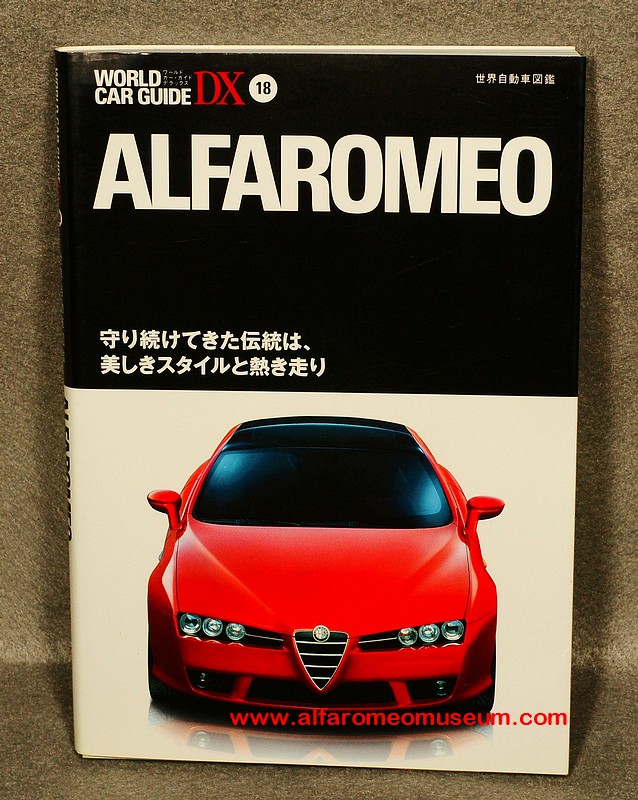 WORLD
CAR GUIDE DX 18
ワールド
カー・ガイド
デラックス
世界自動車図鑑
ALFAROMEO
守り続けてきた伝統は、
美しきスタイルと熱き走り
ALFAROMEO
www.alfaromeomuseum.com